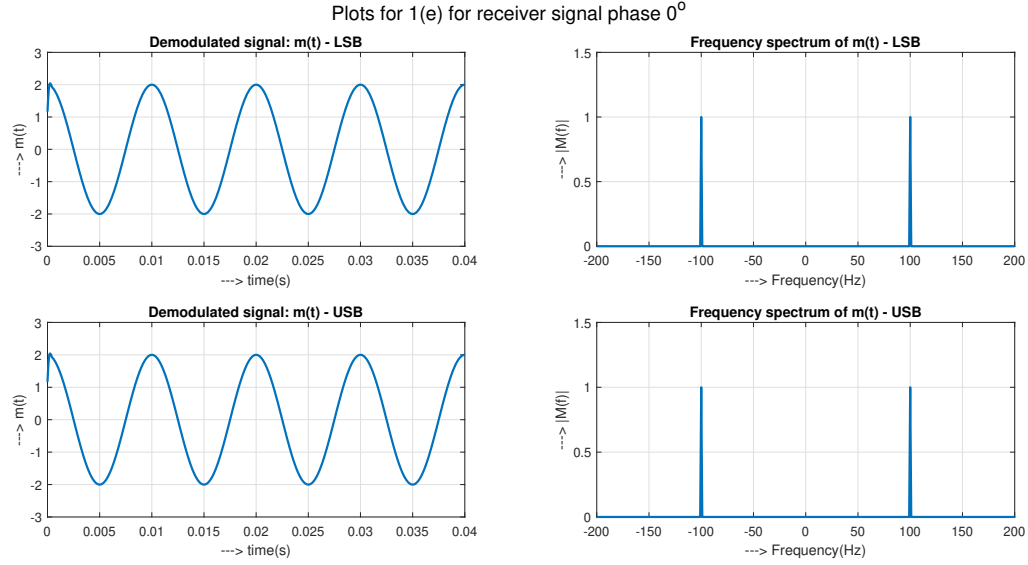 Plots for 1(e) for receiver signal phase 0°
Demodulated signal: m(t) - LSB
3
2
1
0
-1
-2
-3
---> m(t)
0 0.005 0.01 0.015 0.02 0.025 0.03 0.035 0.04
---> time(s)
Frequency spectrum of m(t) - LSB
1.5
1
0.5
0
---> |M(f)|
-200 -150 -100 -50 0 50 100 150 200
---> Frequency(Hz)
Demodulated signal: m(t) - USB
3
2
1
0
-1
-2
-3
---> m(t)
0 0.005 0.01 0.015 0.02 0.025 0.03 0.035 0.04
---> time(s)
Frequency spectrum of m(t) - USB
1.5
1
0.5
0
---> |M(f)|
-200 -150 -100 -50 0 50 100 150 200
---> Frequency(Hz)